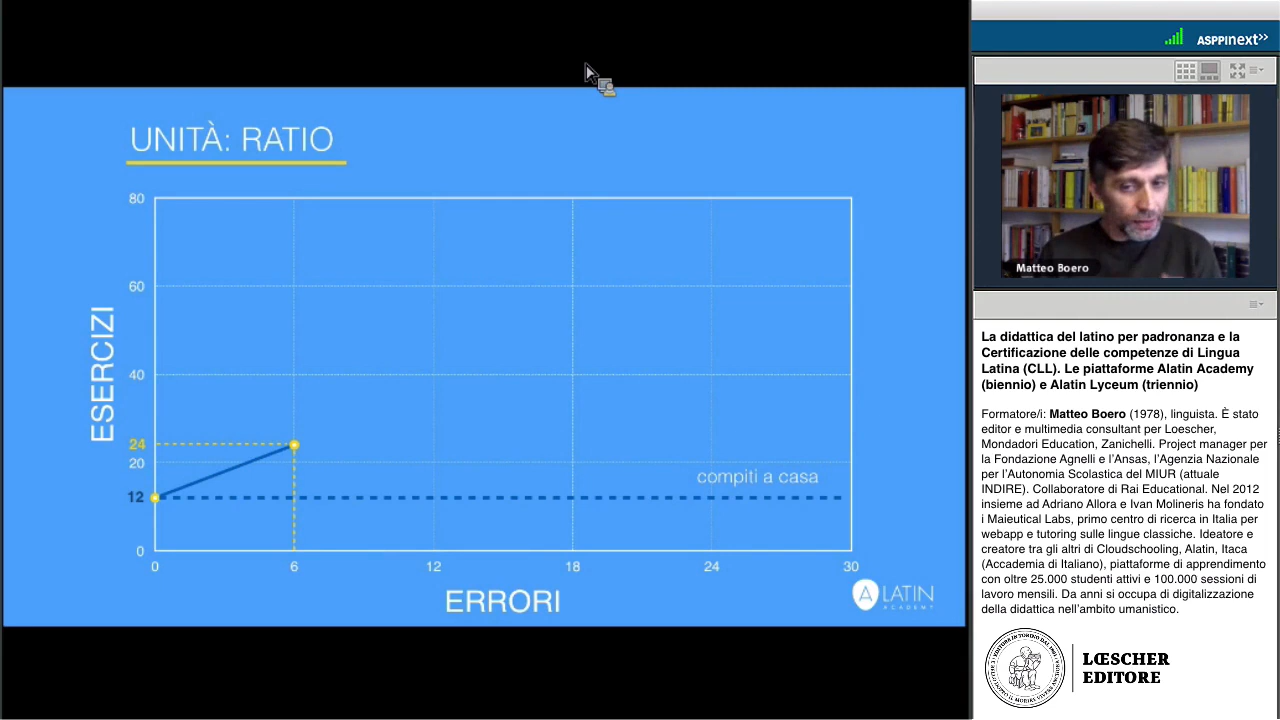 UNITÀ: RATIO
80
60
40
24
20
12
0
ESERCIZI
compiti a casa
0 6 12 18 24 30
ERRORI
A LATIN
ACADEMY
ASPPInext>>
Matteo Boero
La didattica del latino per padronanza e la
Certificazione delle competenze di Lingua
Latina (CLL). Le piattaforme Alatin Academy
(biennio) e Alatin Lyceum (triennio)
Formatore/i: Matteo Boero (1978), linguista. È stato
editor e multimedia consultant per Loescher,
Mondadori Education, Zanichelli. Project manager per
la Fondazione Agnelli e l'Ansas, l'Agenzia Nazionale
per l'Autonomia Scolastica del MIUR (attuale
INDIRE). Collaboratore di Rai Educational. Nel 2012
insieme ad Adriano Allora e Ivan Molineris ha fondato
i Maieutical Labs, primo centro di ricerca in Italia per
webapp e tutoring sulle lingue classiche. Ideatore e
creatore tra gli altri di Cloudschooling, Alatin, Itaca
(Accademia di Italiano), piattaforme di apprendimento
con oltre 25.000 studenti attivi e 100.000 sessioni di
lavoro mensili. Da anni si occupa di digitalizzazione
della didattica nell'ambito umanistico.
LŒSCHER
EDITORE